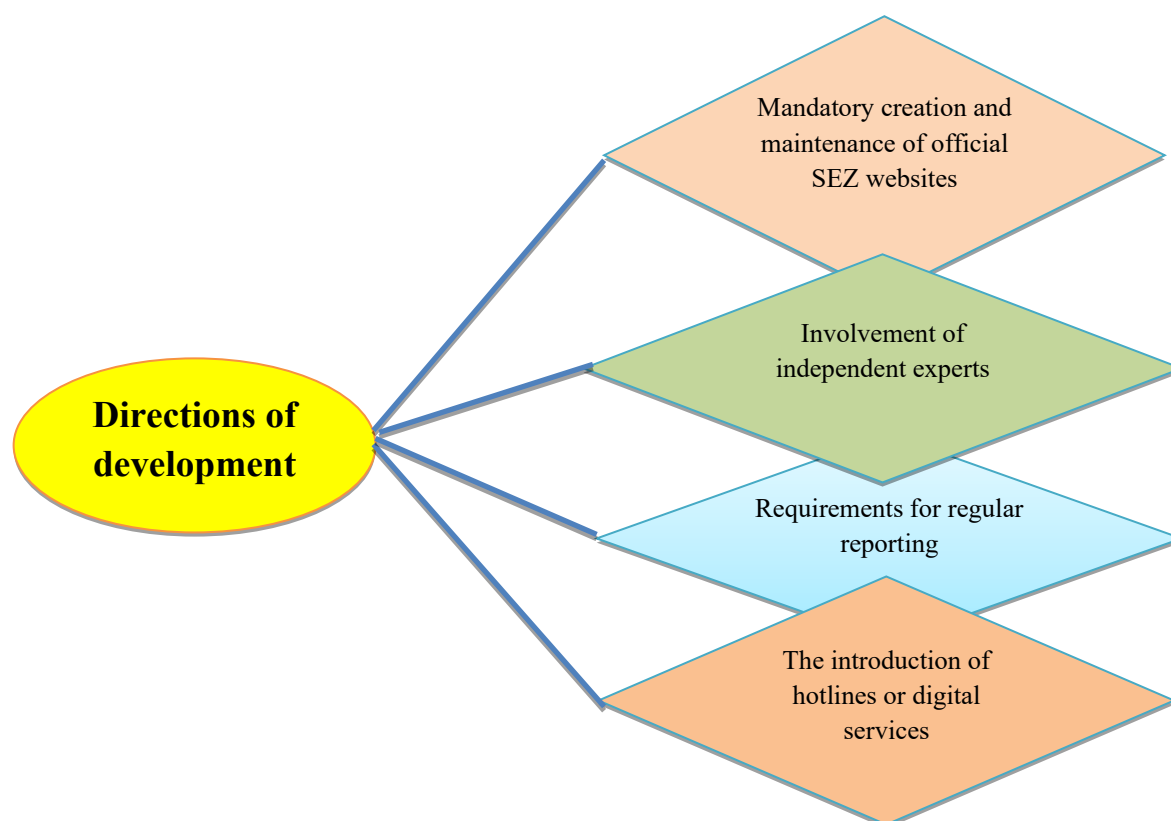 Directions of
development
Mandatory creation and
maintenance of official
SEZ websites
Involvement of
independent experts
Requirements for regular
reporting
The introduction of
hotlines or digital
services